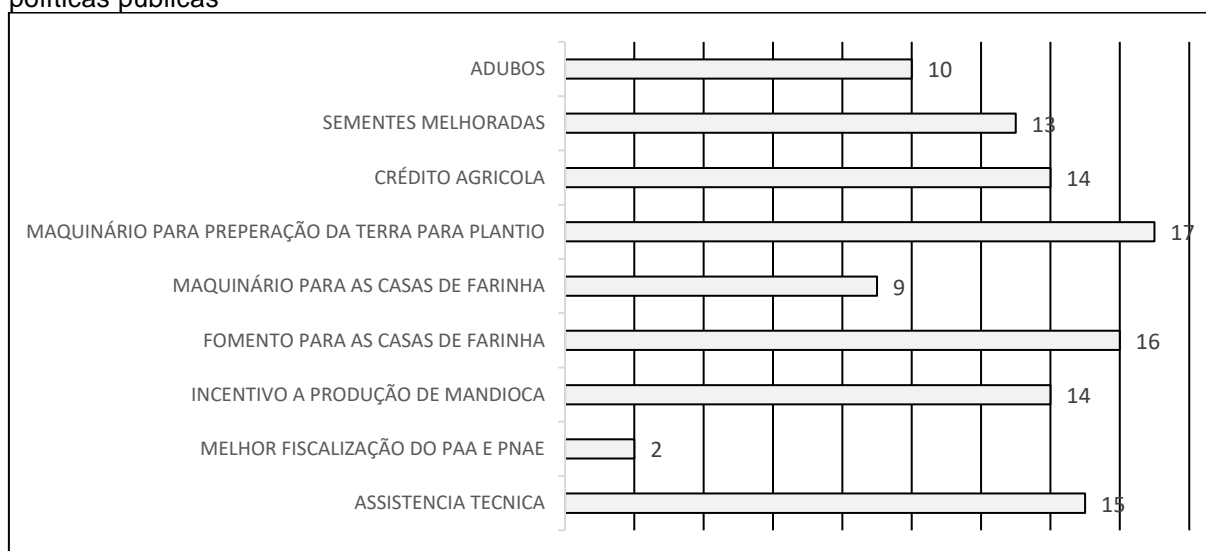 políticas públicas
ADUBOS 10
SEMENTES MELHORADAS 13
CRÉDITO AGRICOLA 14
MAQUINÁRIO PARA PREPERAÇÃO DA TERRA PARA PLANTIO 17
MAQUINÁRIO PARA AS CASAS DE FARINHA 9
FOMENTO PARA AS CASAS DE FARINHA 16
INCENTIVO A PRODUÇÃO DE MANDIOCA 14
MELHOR FISCALIZAÇÃO DO PAA E PNAE 2
ASSISTENCIA TECNICA 15